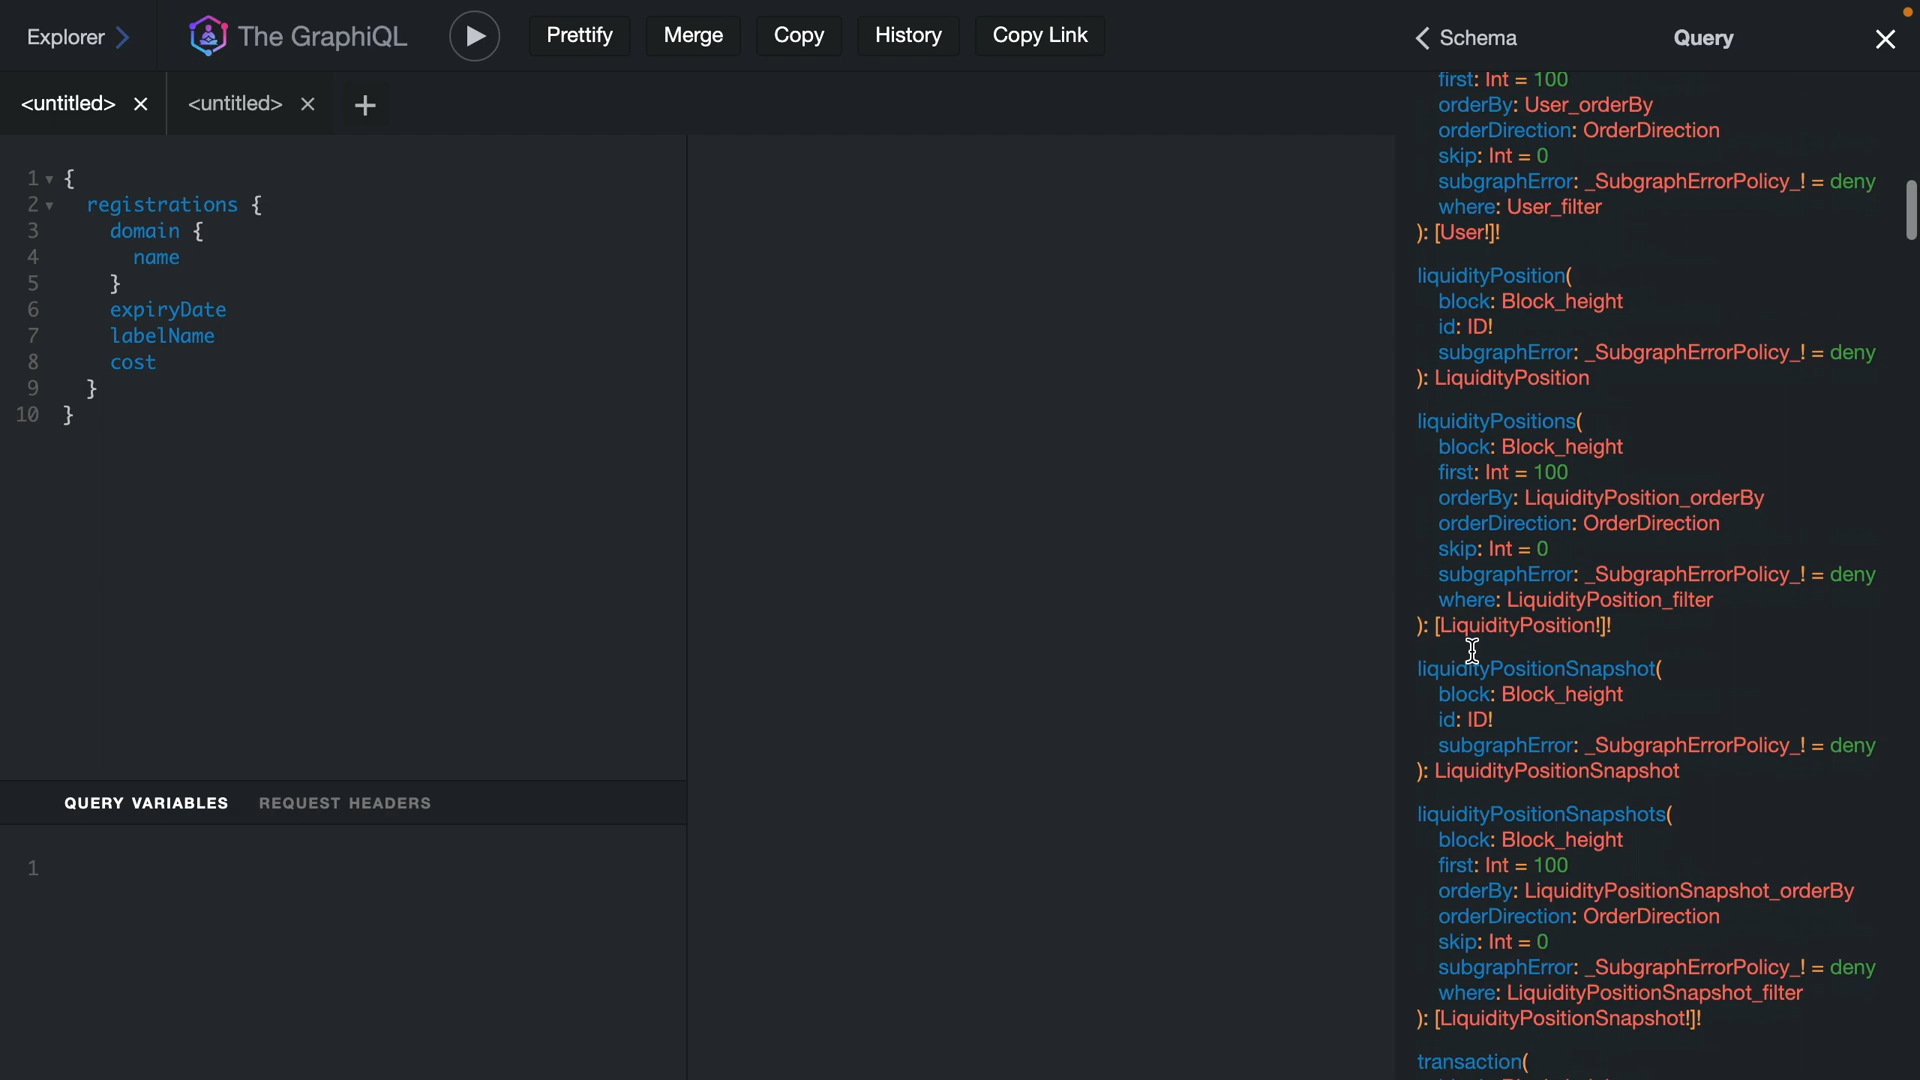 Explorer
The GraphiQL
Prettify
Merge
Copy
History
Copy Link
Schema
Query
<untitled>
<untitled>
1 {
2 registrations {
3 domain {
4 name
5 }
6 expiryDate
7 labelName
8 cost
9 }
10 }
QUERY VARIABLES
REQUEST HEADERS
1
first: Int = 100
orderBy: User_orderBy
orderDirection: OrderDirection
skip: Int = 0
subgraphError: _SubgraphErrorPolicy_! = deny
where: User_filter
): [User!]!
liquidityPosition(
block: Block_height
id: ID!
subgraphError: _SubgraphErrorPolicy_! = deny
): LiquidityPosition
liquidityPositions(
block: Block_height
first: Int = 100
orderBy: LiquidityPosition_orderBy
orderDirection: OrderDirection
skip: Int = 0
subgraphError: _SubgraphErrorPolicy_! = deny
where: LiquidityPosition_filter
): [LiquidityPosition!]!
liquidityPositionSnapshot(
block: Block_height
id: ID!
subgraphError: _SubgraphErrorPolicy_! = deny
): LiquidityPositionSnapshot
liquidityPositionSnapshots(
block: Block_height
first: Int = 100
orderBy: LiquidityPositionSnapshot_orderBy
orderDirection: OrderDirection
skip: Int = 0
subgraphError: _SubgraphErrorPolicy_! = deny
where: LiquidityPositionSnapshot_filter
): [LiquidityPositionSnapshot!]!
transaction(